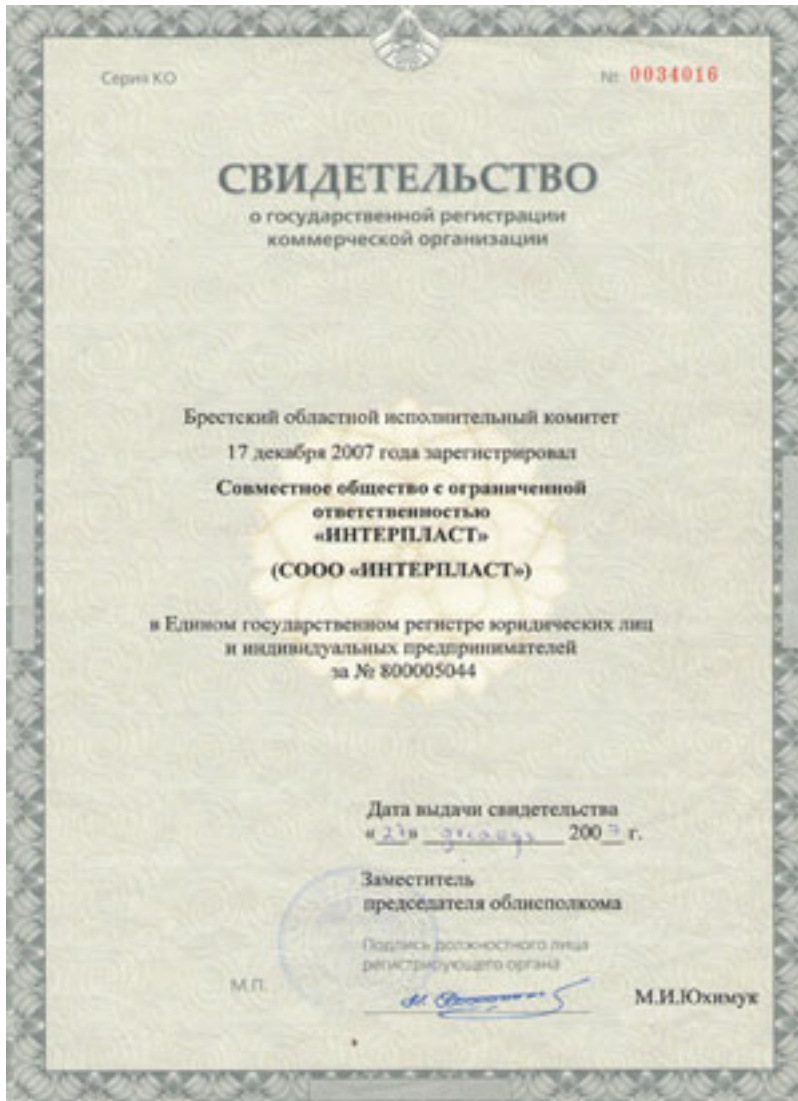 Серия КО
№ 0034016
СВИДЕТЕЛЬСТВО
о государственной регистрации
коммерческой организации
Брестский областной исполнительный комитет
17 декабря 2007 года зарегистрировал
Совместное общество с ограниченной
ответственностью
«ИНТЕРПЛАСТ»
(СООО «ИНТЕРПЛАСТ»)
в Едином государственном регистре юридических лиц
и индивидуальных предпринимателей
за № 800005044
Дата выдачи свидетельства
«27» 2007 г.
Заместитель
председателя облисполкома
Подпись должностного лица
регистрирующего органа
М.П.
М.И.Юхимук